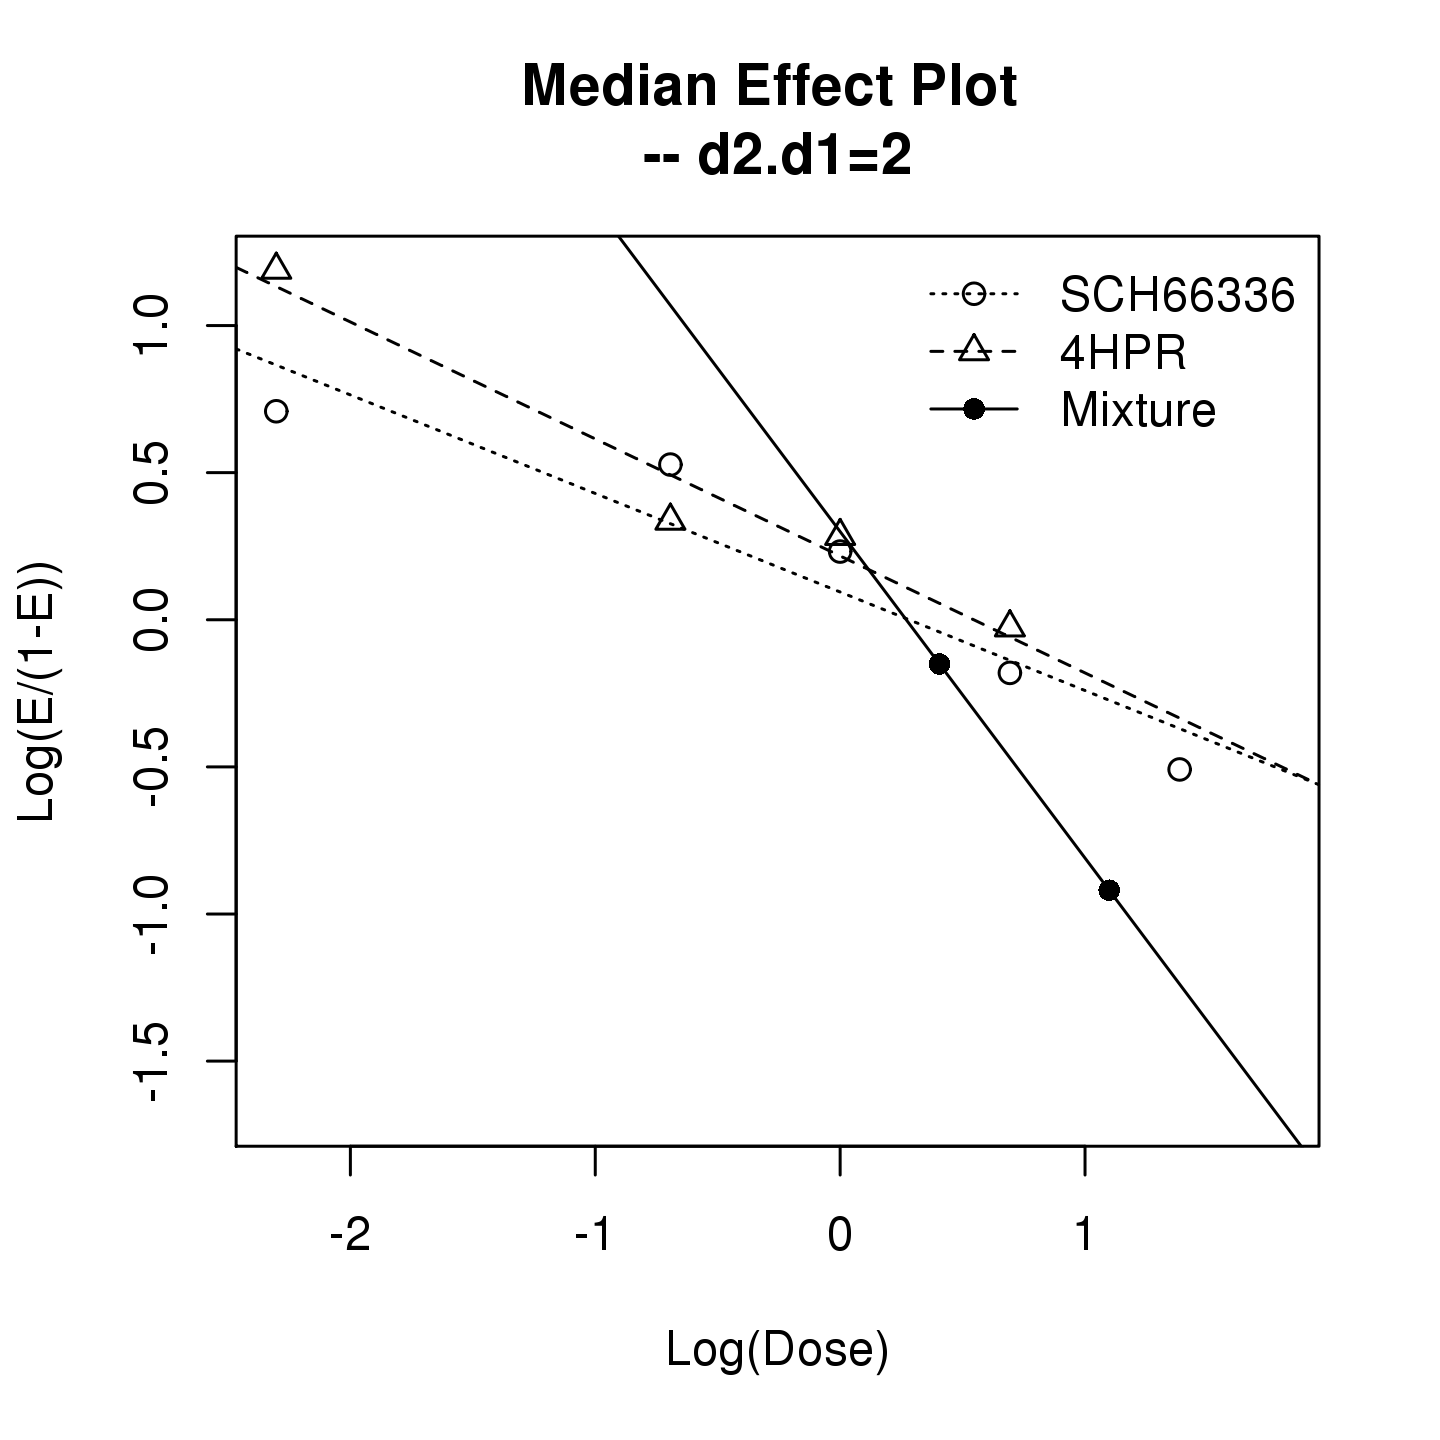 Median Effect Plot
-- d2.d1=2
SCH66336
4HPR
Mixture
Log(E/(1-E))
1.0
0.5
0.0
-0.5
-1.0
-1.5
-2 -1 0 1
Log(Dose)